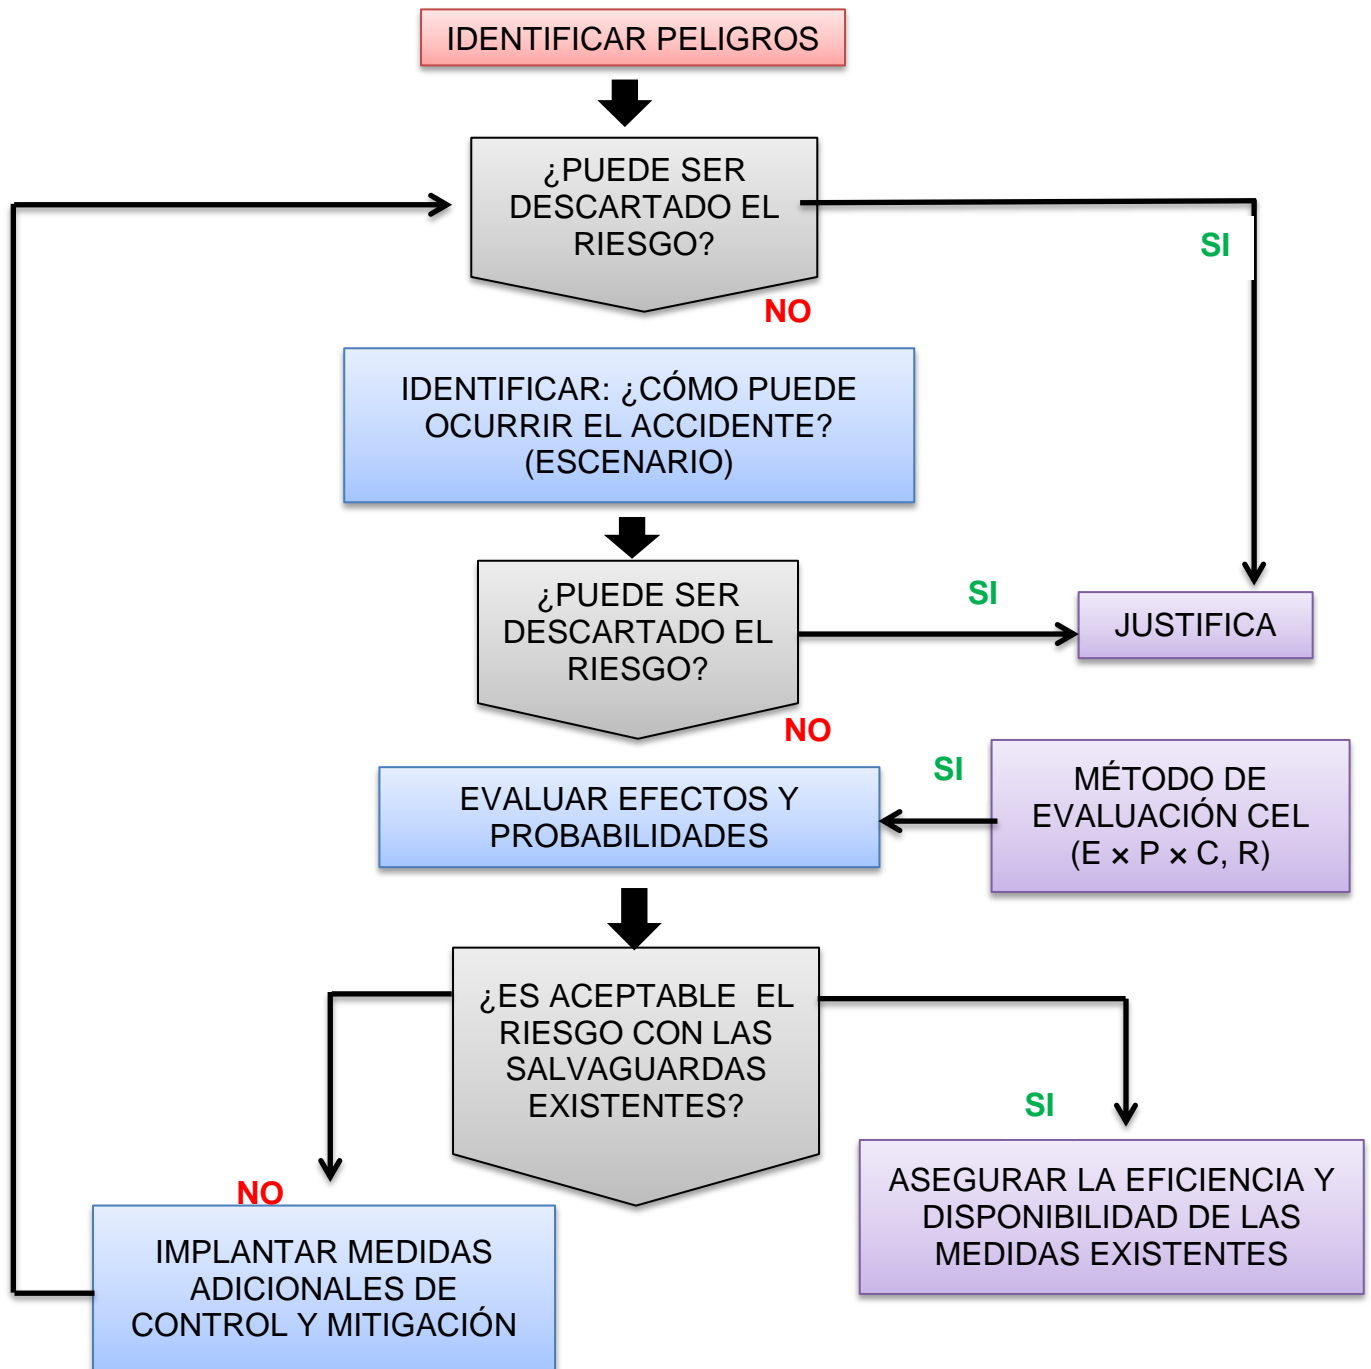 IDENTIFICAR PELIGROS
¿PUEDE SER
DESCARTADO EL
RIESGO?
SI
NO
IDENTIFICAR: ¿CÓMO PUEDE
OCURRIR EL ACCIDENTE?
(ESCENARIO)
¿PUEDE SER
DESCARTADO EL
RIESGO?
SI
JUSTIFICA
NO
EVALUAR EFECTOS Y
PROBABILIDADES
SI
MÉTODO DE
EVALUACIÓN CEL
(E × P × C, R)
¿ES ACEPTABLE  EL
RIESGO CON LAS
SALVAGUARDAS
EXISTENTES?
SI
NO
ASEGURAR LA EFICIENCIA Y
DISPONIBILIDAD DE LAS
MEDIDAS EXISTENTES
IMPLANTAR MEDIDAS
ADICIONALES DE
CONTROL Y MITIGACIÓN